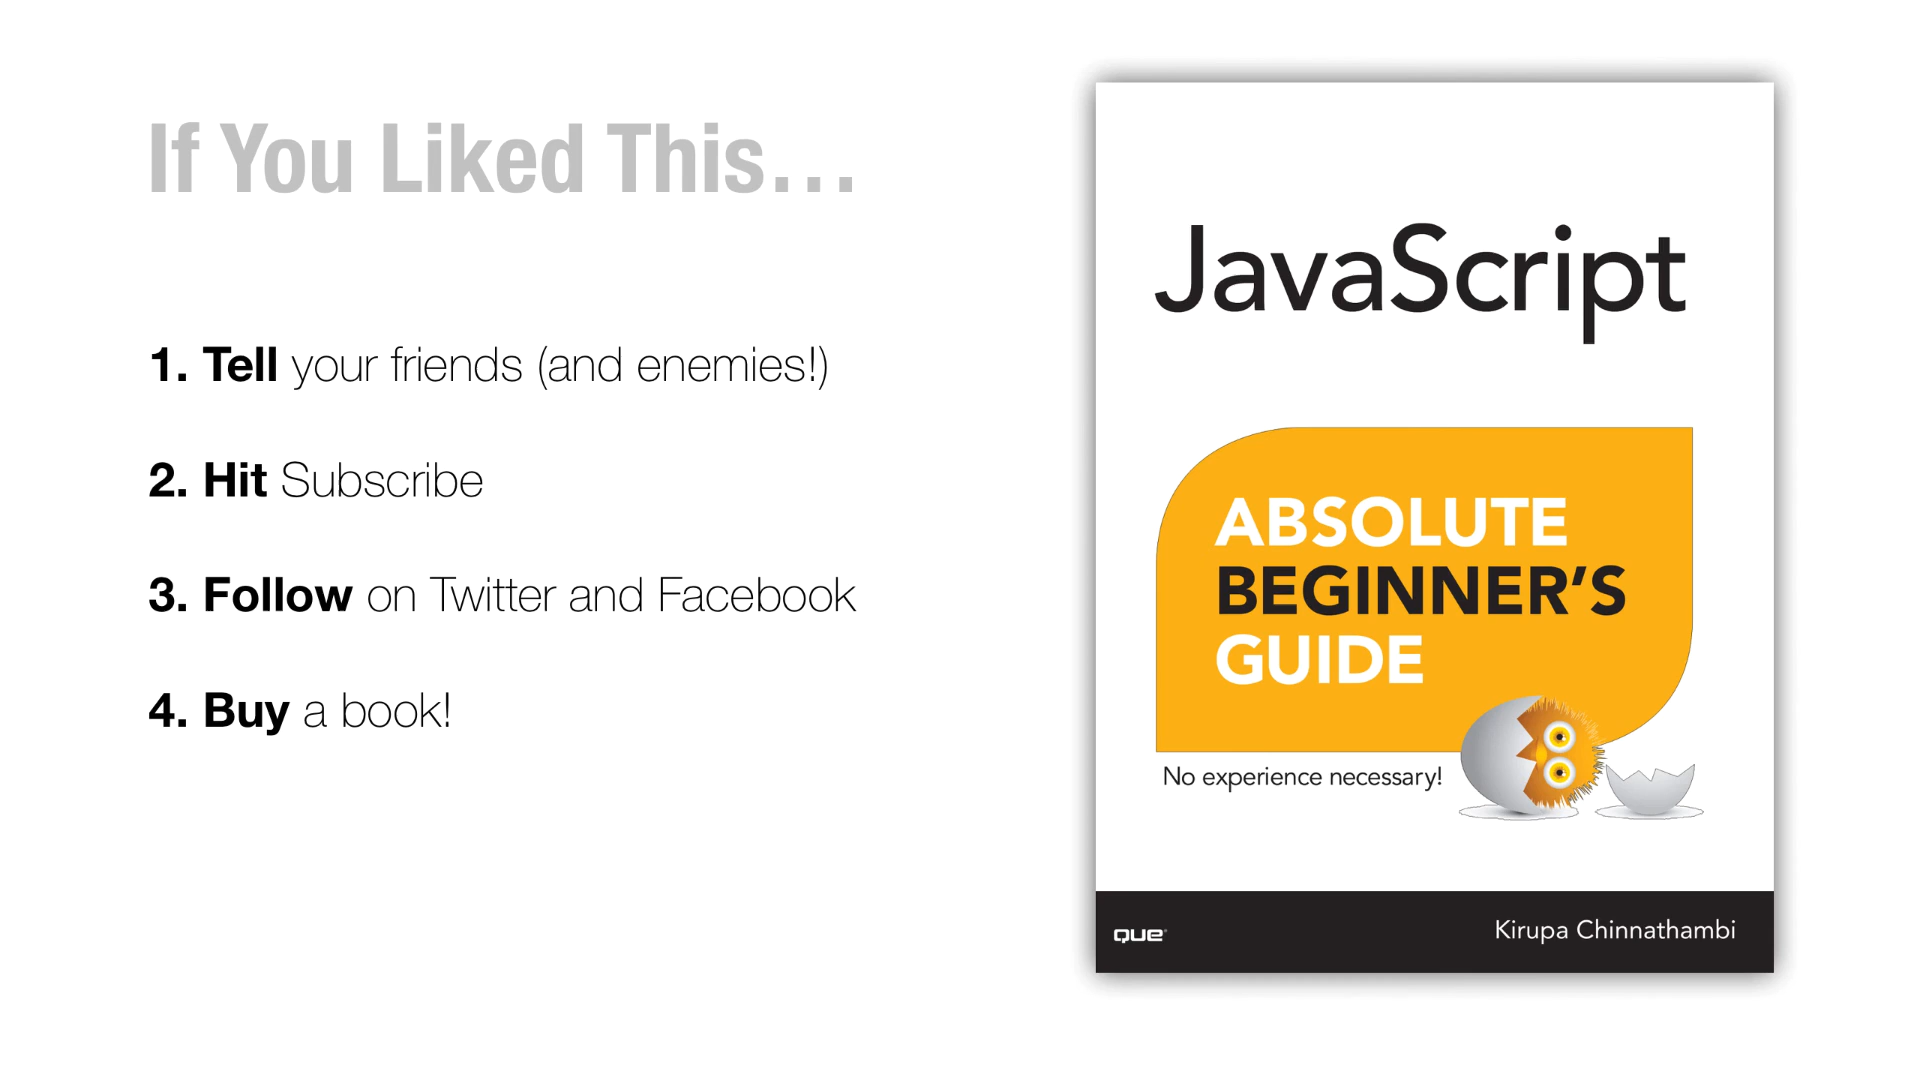 If You Liked This…
1. Tell your friends (and enemies!)
2. Hit Subscribe
3. Follow on Twitter and Facebook
4. Buy a book!
JavaScript
ABSOLUTE
BEGINNER’S
GUIDE
No experience necessary!
que®
Kirupa Chinnathambi